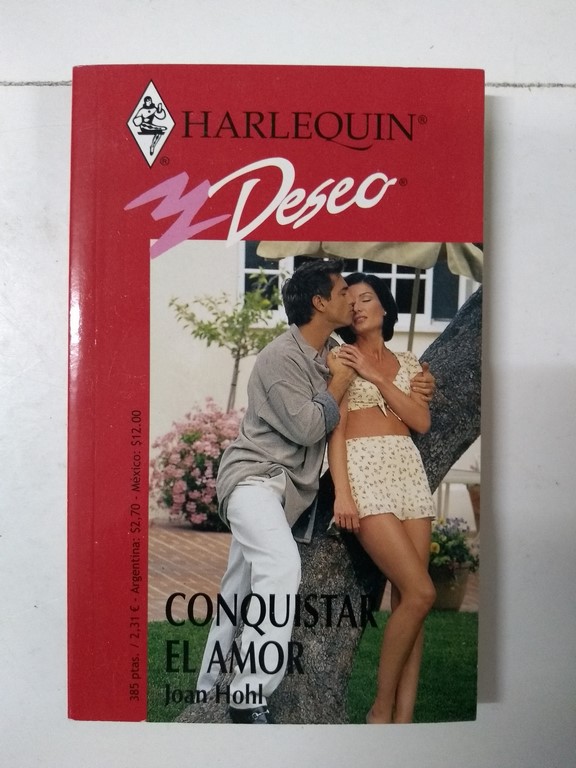 HARLEQUIN®
®
Deseo®
385 ptas. / 2,31 € - Argentina: $2,70 - México: $12.00
CONQUISTAR
EL AMOR
Joan Hohl